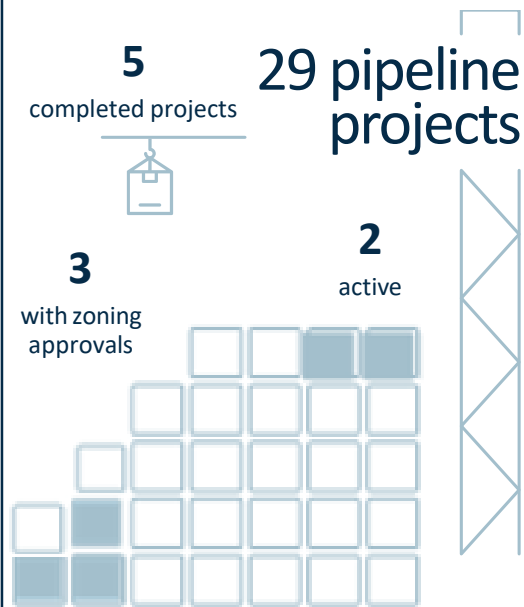 5
completed projects
29 pipeline
projects
3
with zoning
approvals
2
active